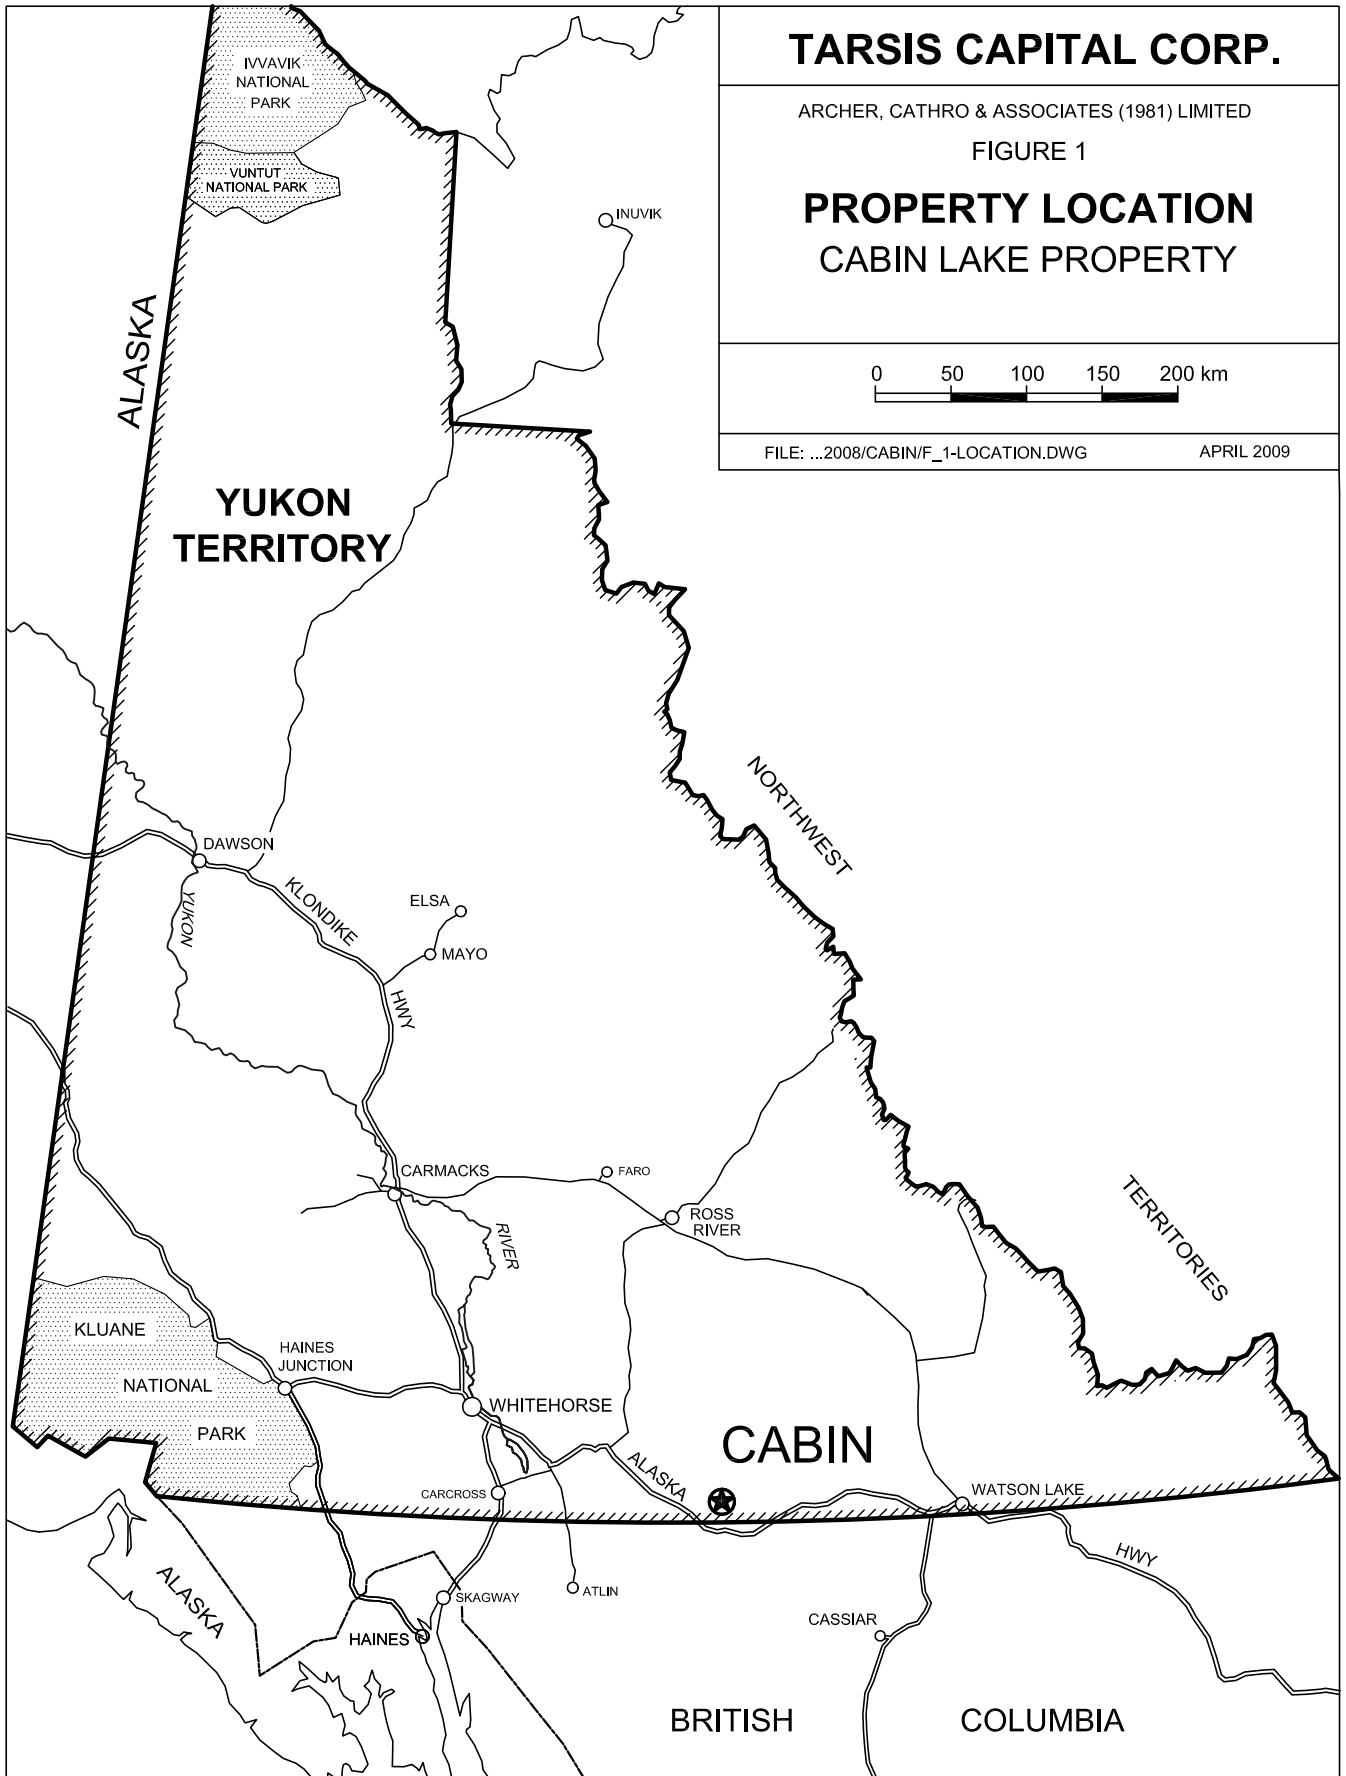 TARSIS CAPITAL CORP.
ARCHER, CATHRO & ASSOCIATES (1981) LIMITED
FIGURE 1
PROPERTY LOCATION
CABIN LAKE PROPERTY
0 50 100 150 200 km
FILE: ...2008/CABIN/F_1-LOCATION.DWG APRIL 2009
IVVAVIK
NATIONAL
PARK
VUNTUT
NATIONAL PARK
INUVIK
ALASKA
YUKON
TERRITORY
NORTHWEST
DAWSON
KLONDIKE
ELSA
YUKON
MAYO
HWY
CARMACKS
FARO
ROSS
RIVER
RIVER
TERRITORIES
KLUANE
HAINES
JUNCTION
NATIONAL
WHITEHORSE
PARK
CABIN
ALASKA
CARCROSS
WATSON LAKE
HWY
ALASKA
SKAGWAY
ATLIN
CASSIAR
HAINES
BRITISH COLUMBIA